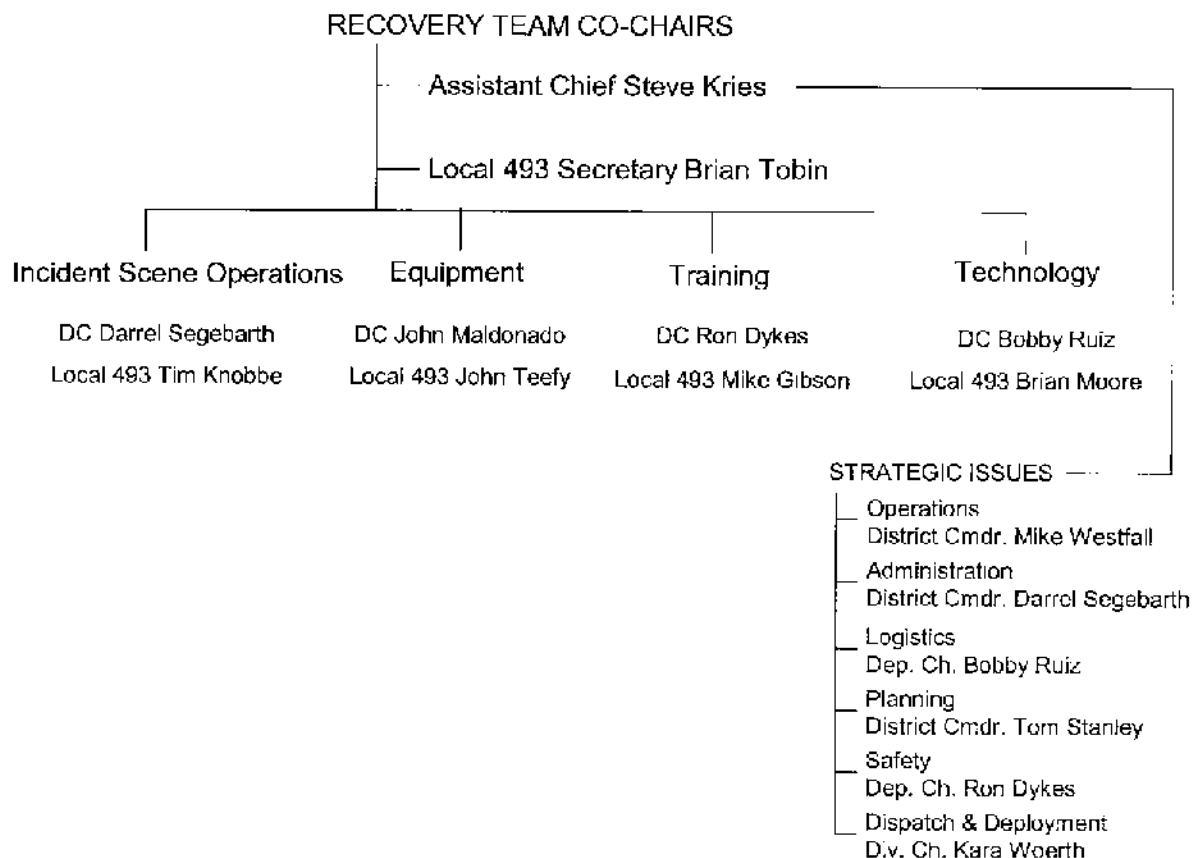 RECOVERY TEAM CO-CHAIRS
Assistant Chief Steve Kries
Local 493 Secretary Brian Tobin
Incident Scene Operations
DC Darrel Segebarth
Local 493 Tim Knobbe
Equipment
DC John Maldonado
Local 493 John Teefy
Training
DC Ron Dykes
Local 493 Mike Gibson
Technology
DC Bobby Ruiz
Local 493 Brian Moore
STRATEGIC ISSUES
Operations
District Cmdr. Mike Westfall
Administration
District Cmdr. Darrel Segebarth
Logistics
Dep. Ch. Bobby Ruiz
Planning
District Cmdr. Tom Stanley
Safety
Dep. Ch. Ron Dykes
Dispatch & Deployment
Div. Ch. Kara Woerth